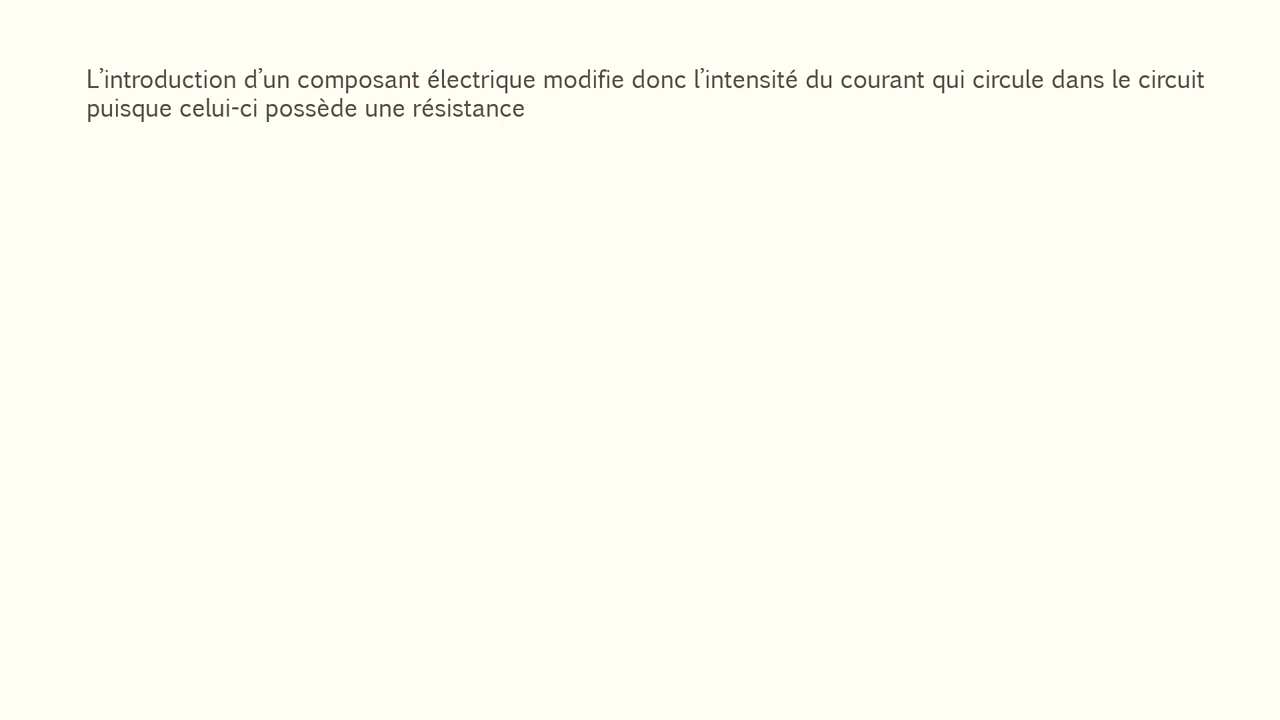 L’introduction d’un composant électrique modifie donc l’intensité du courant qui circule dans le circuit
puisque celui-ci possède une résistance